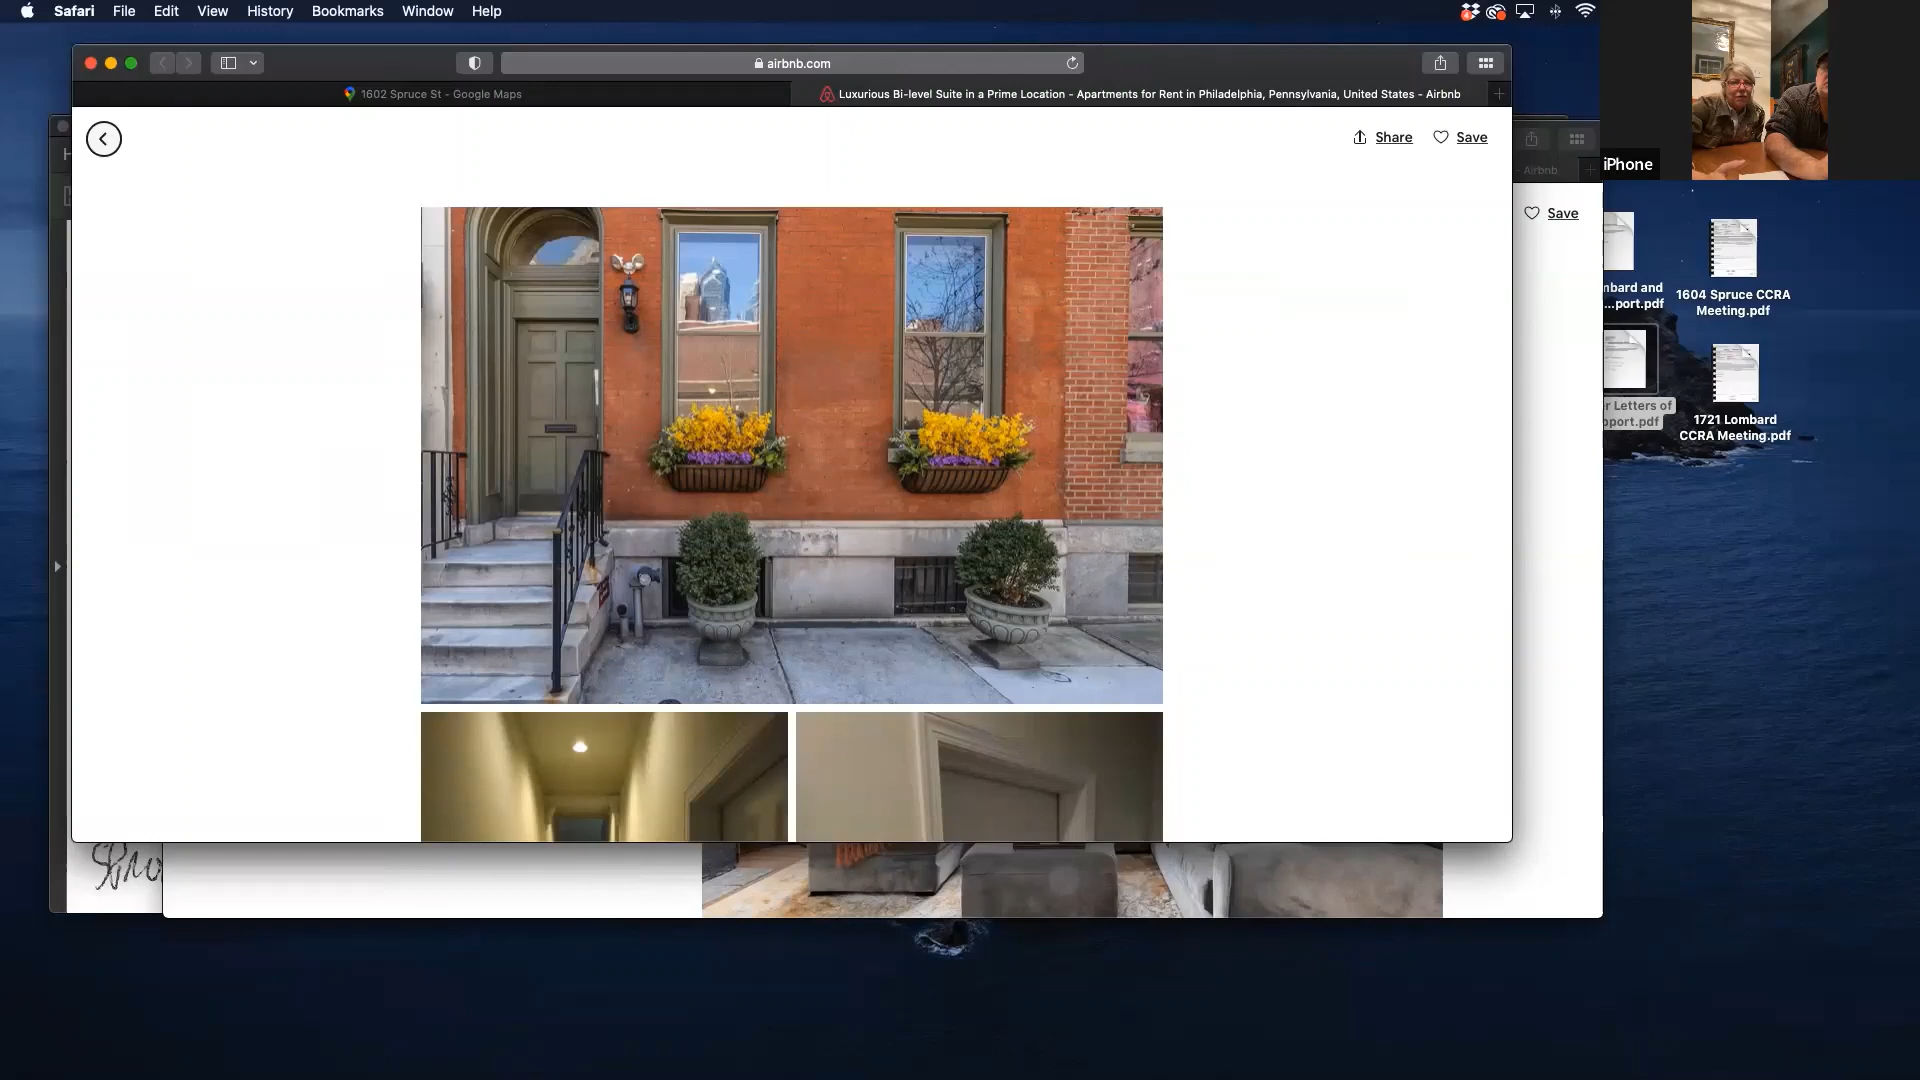 Safari File Edit View History Bookmarks Window Help
airbnb.com
1602 Spruce St - Google Maps
Luxurious Bi-level Suite in a Prime Location - Apartments for Rent in Philadelphia, Pennsylvania, United States - Airbnb
Share Save
- Airbnb
Save
iPhone
mbard and
...port.pdf
1604 Spruce CCRA
Meeting.pdf
r Letters of
pport.pdf
1721 Lombard
CCRA Meeting.pdf